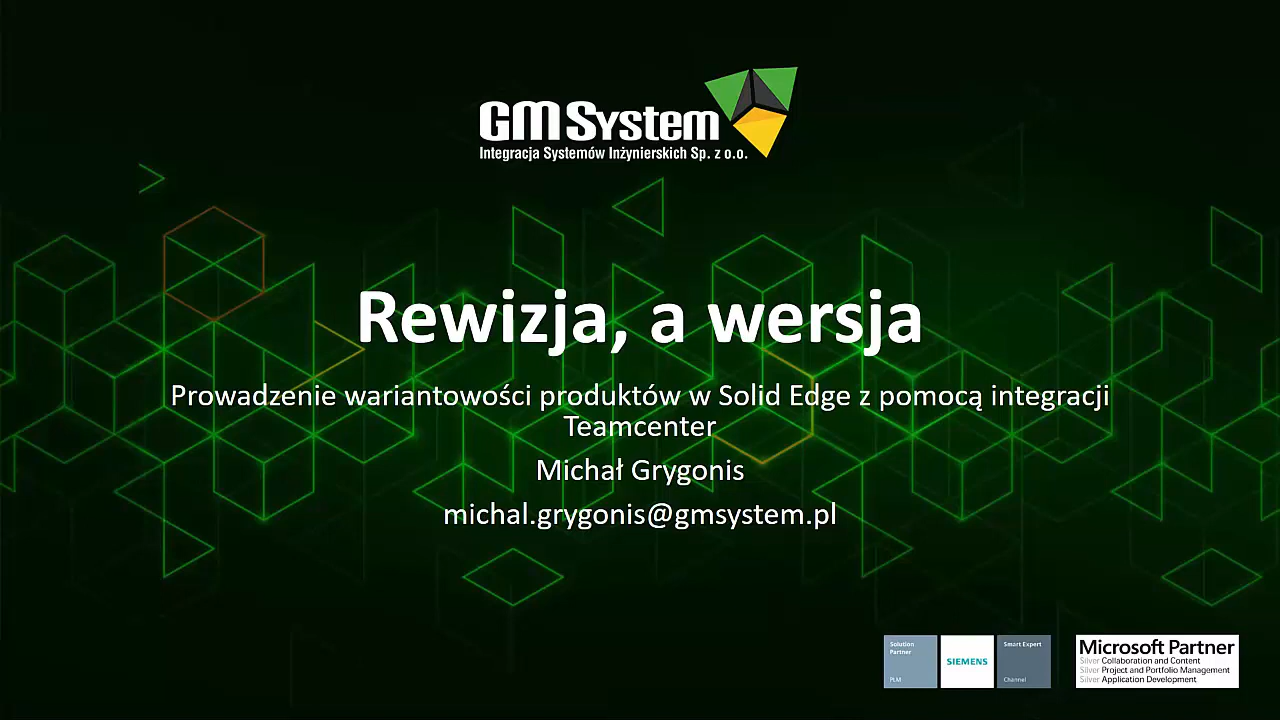 GM System
Integracja Systemów Inżynierskich Sp. z o.o.
Rewizja, a wersja
Prowadzenie wariantowości produktów w Solid Edge z pomocą integracji
Teamcenter
Michał Grygonis
michal.grygonis@gmsystem.pl
Solution
Partner
PLM
SIEMENS
Smart Expert
Channel
Microsoft Partner
Silver Collaboration and Content
Silver Project and Portfolio Management
Silver Application Development